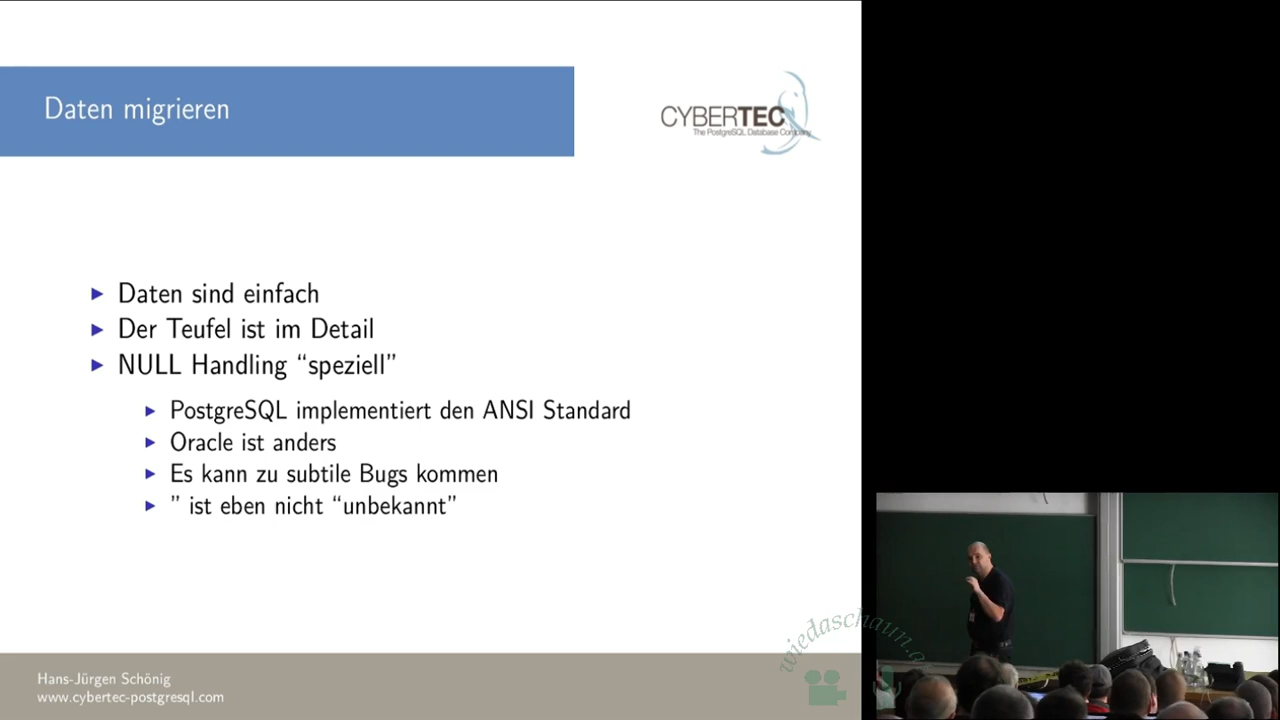 Daten migrieren
CYBERTEC
The PostgreSQL Database Company
▶ Daten sind einfach
▶ Der Teufel ist im Detail
▶ NULL Handling “speziell”
▶ PostgreSQL implementiert den ANSI Standard
▶ Oracle ist anders
▶ Es kann zu subtile Bugs kommen
▶ ” ist eben nicht “unbekannt”
Hans-Jürgen Schönig
www.cybertec-postgresql.com
wiedaschaun.a